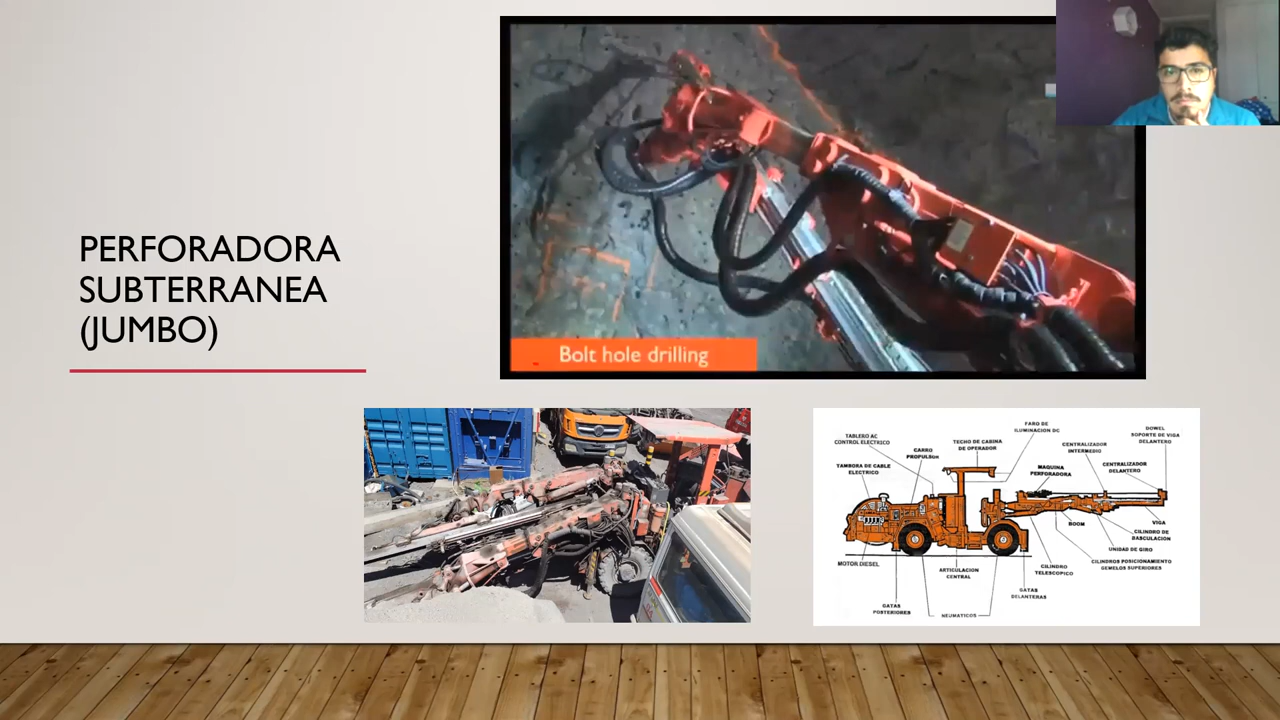 PERFORADORA
SUBTERRANEA
(JUMBO)
Bolt hole drilling
FARO DE
ILUMINACION DC
TABLERO AC
CONTROL ELECTRICO
TECHO DE CABINA
DE OPERADOR
CENTRALIZADOR
INTERMEDIO
DOWEL
SOPORTE DE VIGA
DELANTERO
CARRO
PROPULSOR
TAMBORA DE CABLE
ELECTRICO
MAQUINA
PERFORADORA
CENTRALIZADOR
DELANTERO
BOOM
VIGA
CILINDRO DE
BASCULACION
UNIDAD DE GIRO
MOTOR DIESEL
ARTICULACION
CENTRAL
CILINDRO
TELESCOPICO
CILINDROS POSICIONAMIENTO
GEMELOS SUPERIORES
GATAS
DELANTERAS
GATAS
POSTERIORES
NEUMATICOS